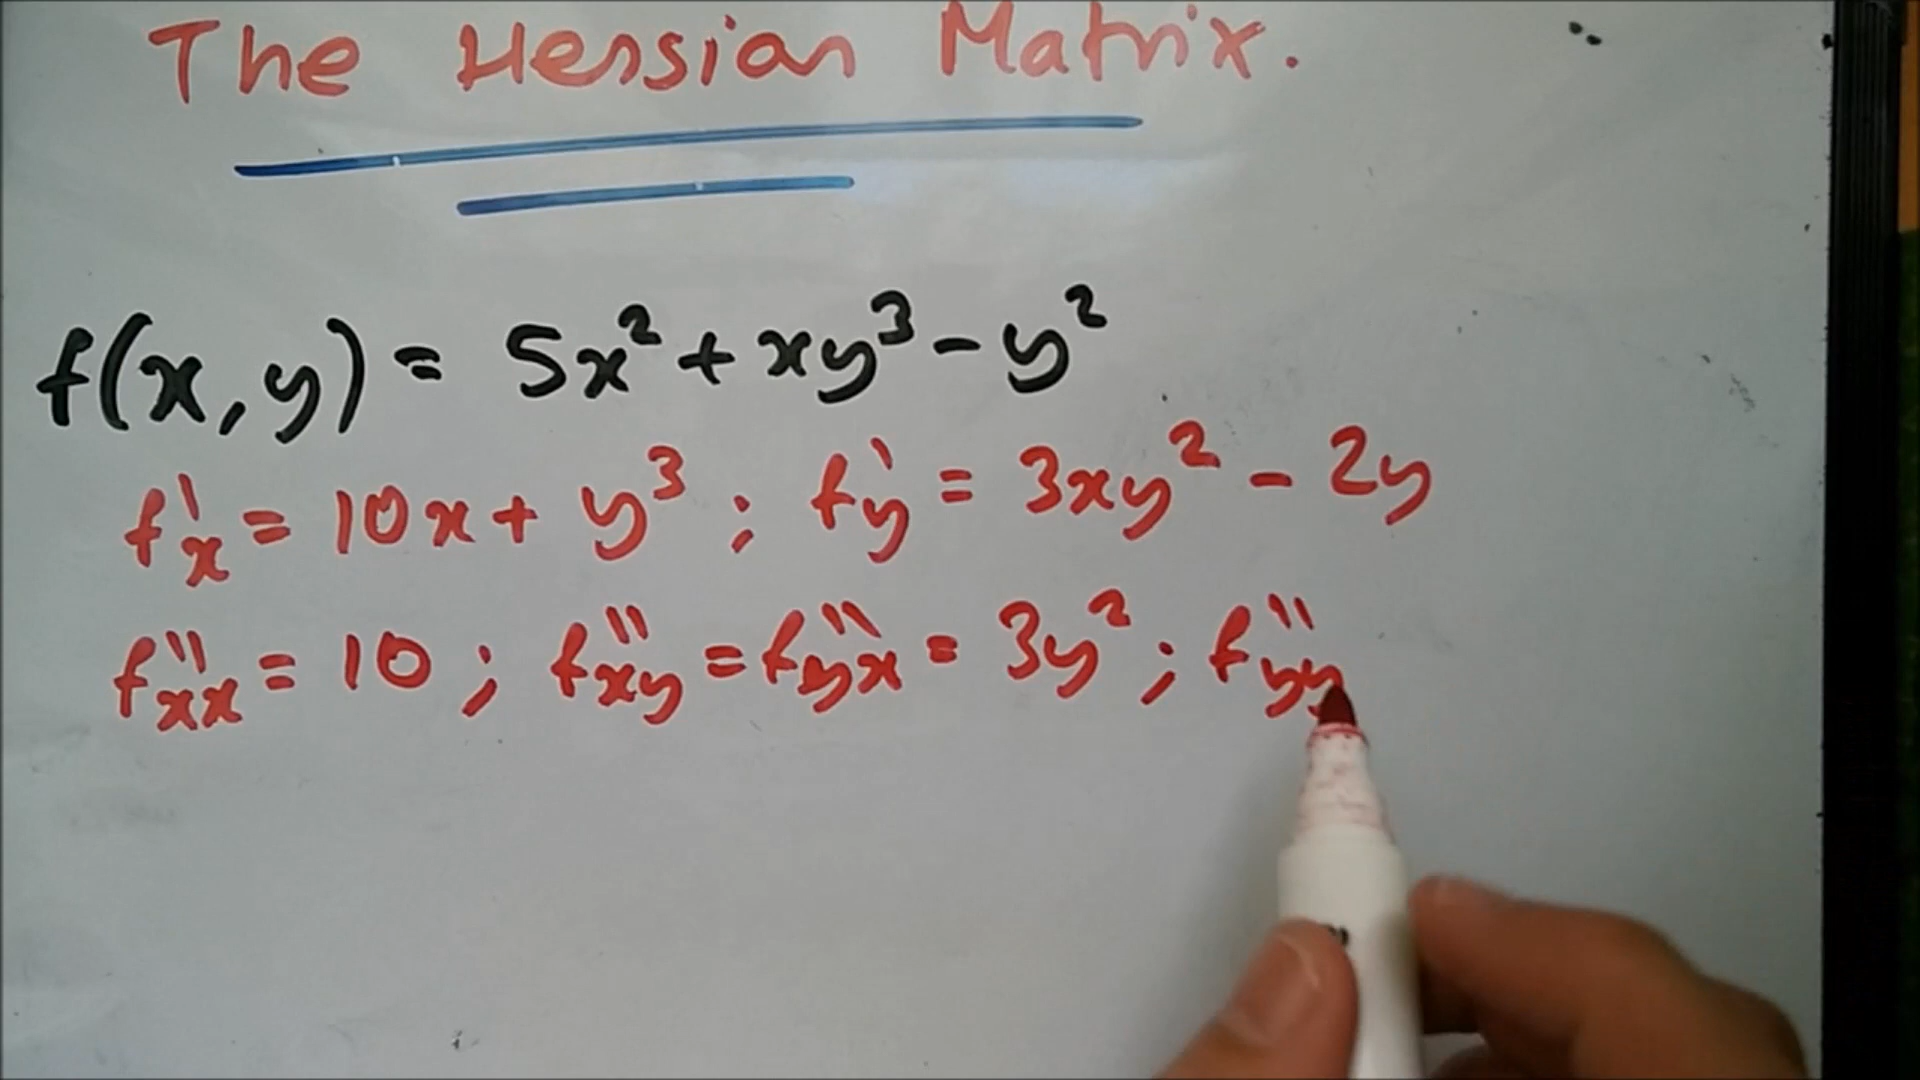 The Hessian Matrix.
f(x,y) = 5x² + xy³ - y²
f'x = 10x + y³ ; f'y = 3xy² - 2y
f''xx = 10 ; f''xy = f''yx = 3y² ; f''yy